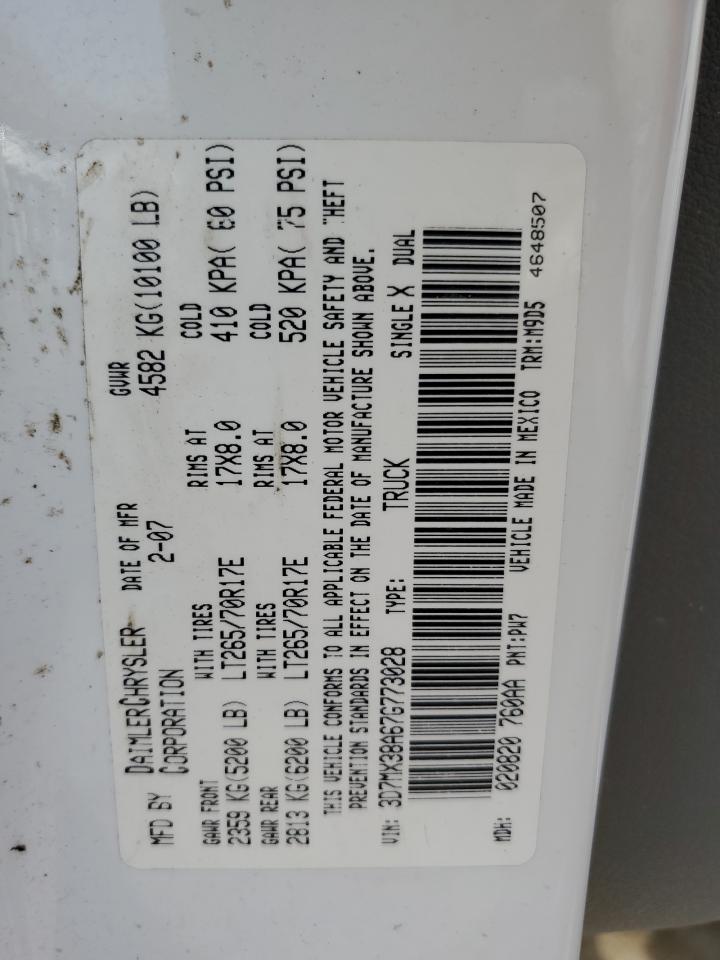 MFD BY DAIMLERCHRYSLER CORPORATION DATE OF MFR 2-07 GVWR 4582 KG(10100 LB)
GAWR FRONT WITH TIRES RIMS AT COLD
2359 KG(5200 LB) LT265/70R17E 17X8.0 410 KPA( 60 PSI)
GAWR REAR WITH TIRES RIMS AT COLD
2813 KG(6200 LB) LT265/70R17E 17X8.0 520 KPA( 75 PSI)
THIS VEHICLE CONFORMS TO ALL APPLICABLE FEDERAL MOTOR VEHICLE SAFETY AND THEFT
PREVENTION STANDARDS IN EFFECT ON THE DATE OF MANUFACTURE SHOWN ABOVE.
VIN: 3D7MX38A67G773028 TYPE: TRUCK SINGLE X DUAL
MDH: 020820 760AA PNT:PW7 VEHICLE MADE IN MEXICO TRM:M9D5 4648507